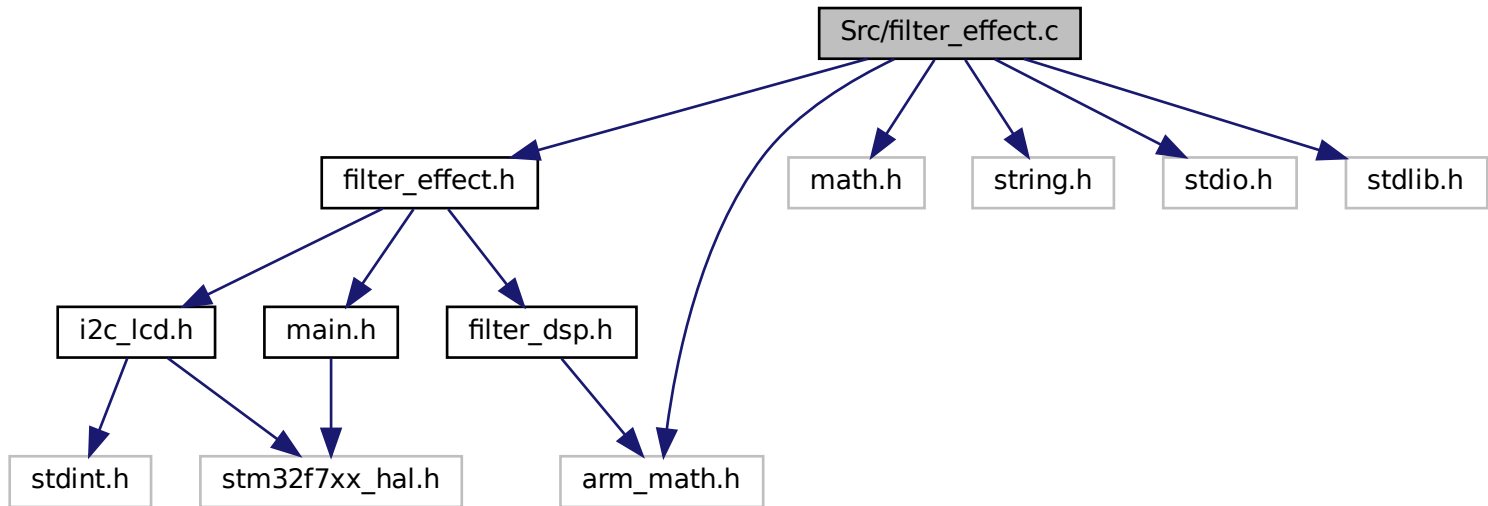 Src/filter_effect.c
filter_effect.h
math.h
string.h
stdio.h
stdlib.h
i2c_lcd.h
main.h
filter_dsp.h
stdint.h
stm32f7xx_hal.h
arm_math.h